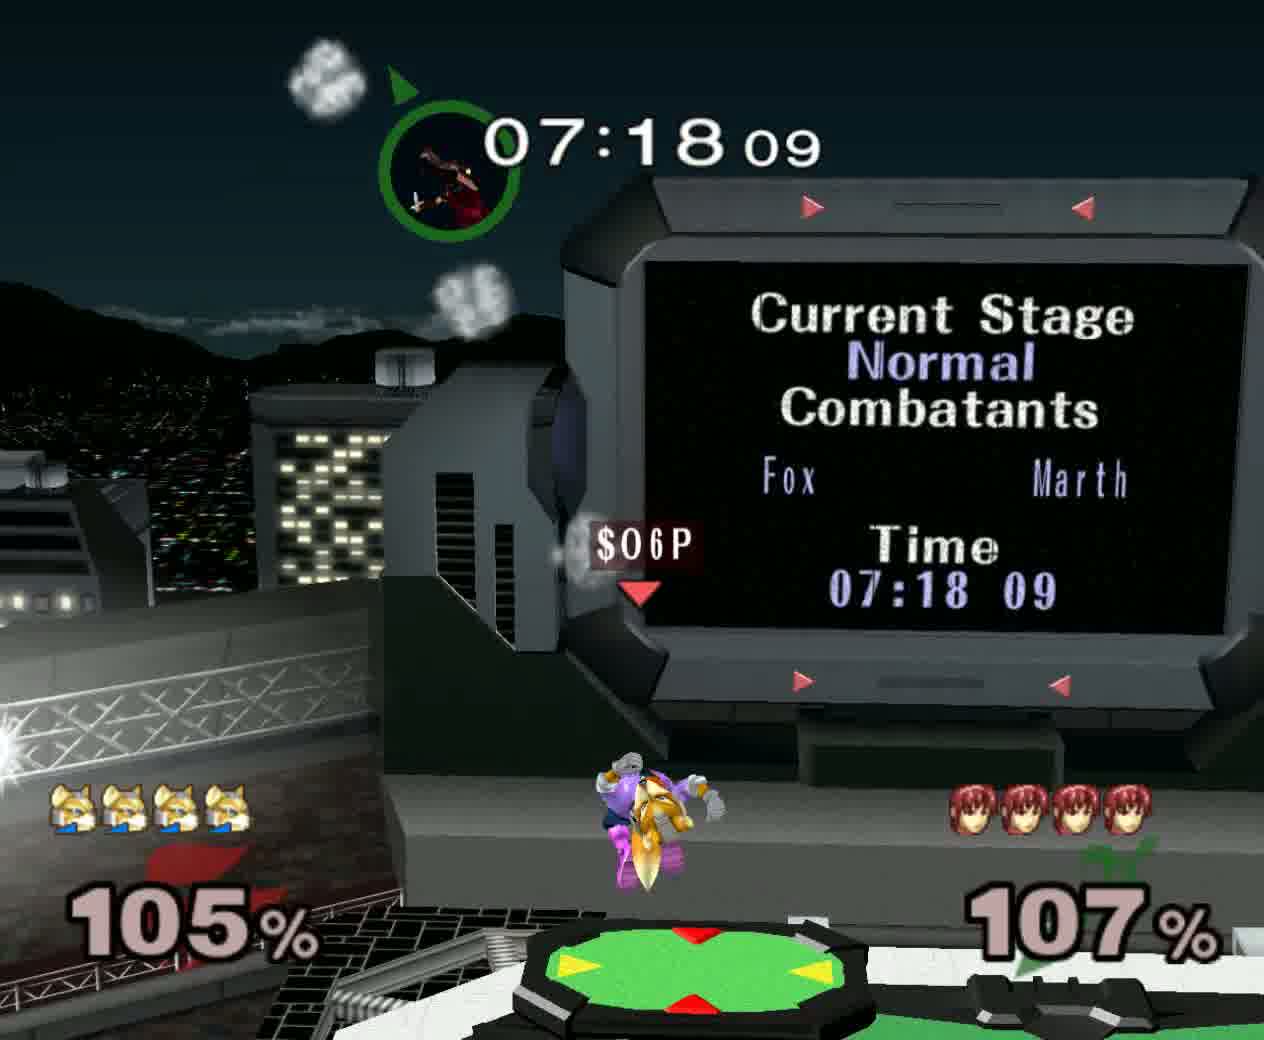 07:18 09
Current Stage
Normal
Combatants
Fox Marth
$06P
Time
07:18 09
105%
107%